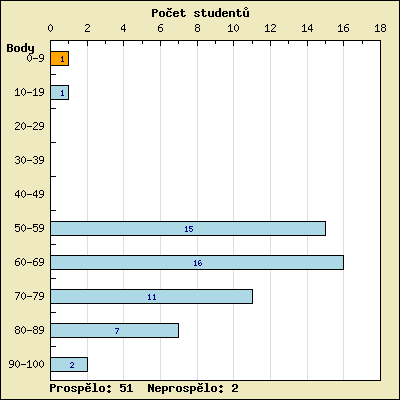 Počet studentů
0 2 4 6 8 10 12 14 16 18
Body
0-9 1
10-19 1
20-29
30-39
40-49
50-59 15
60-69 16
70-79 11
80-89 7
90-100 2
Prospělo: 51 Neprospělo: 2